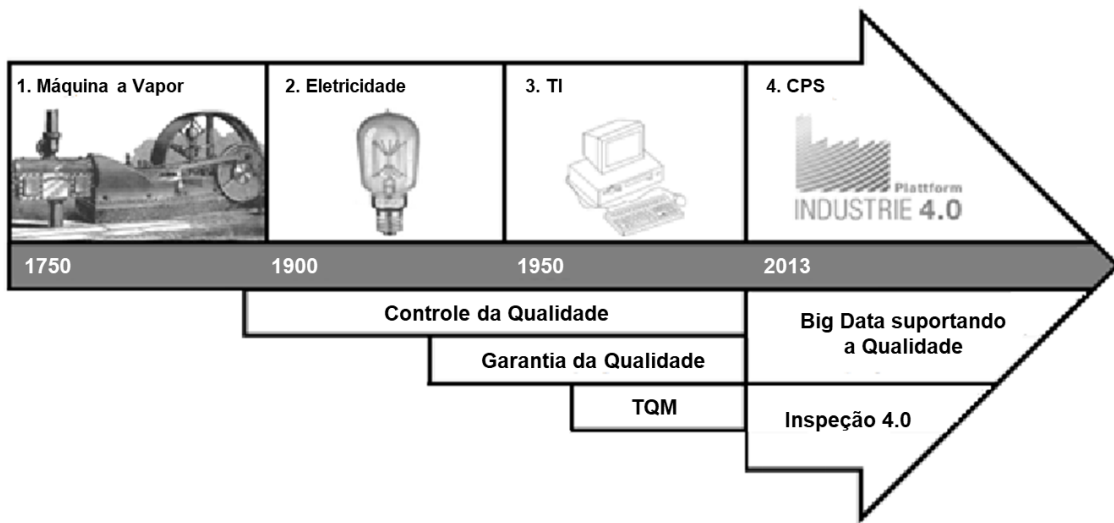 1. Máquina a Vapor
2. Eletricidade
3. TI
4. CPS
Plattform
INDUSTRIE 4.0
1750
1900
1950
2013
Controle da Qualidade
Garantia da Qualidade
TQM
Big Data suportando
a Qualidade
Inspeção 4.0